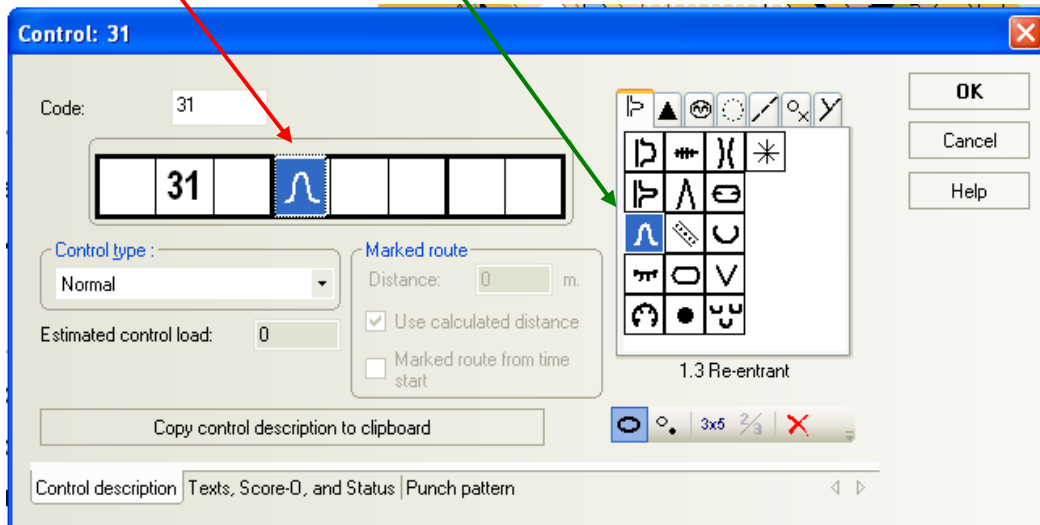 Control: 31
Code:
31
31
Control type :
Normal
Estimated control load:
0
Marked route
Distance:
0
m.
Use calculated distance
Marked route from time
start
Copy control description to clipboard
1.3 Re-entrant
3x5
2/3
OK
Cancel
Help
Control description
Texts, Score-O, and Status
Punch pattern